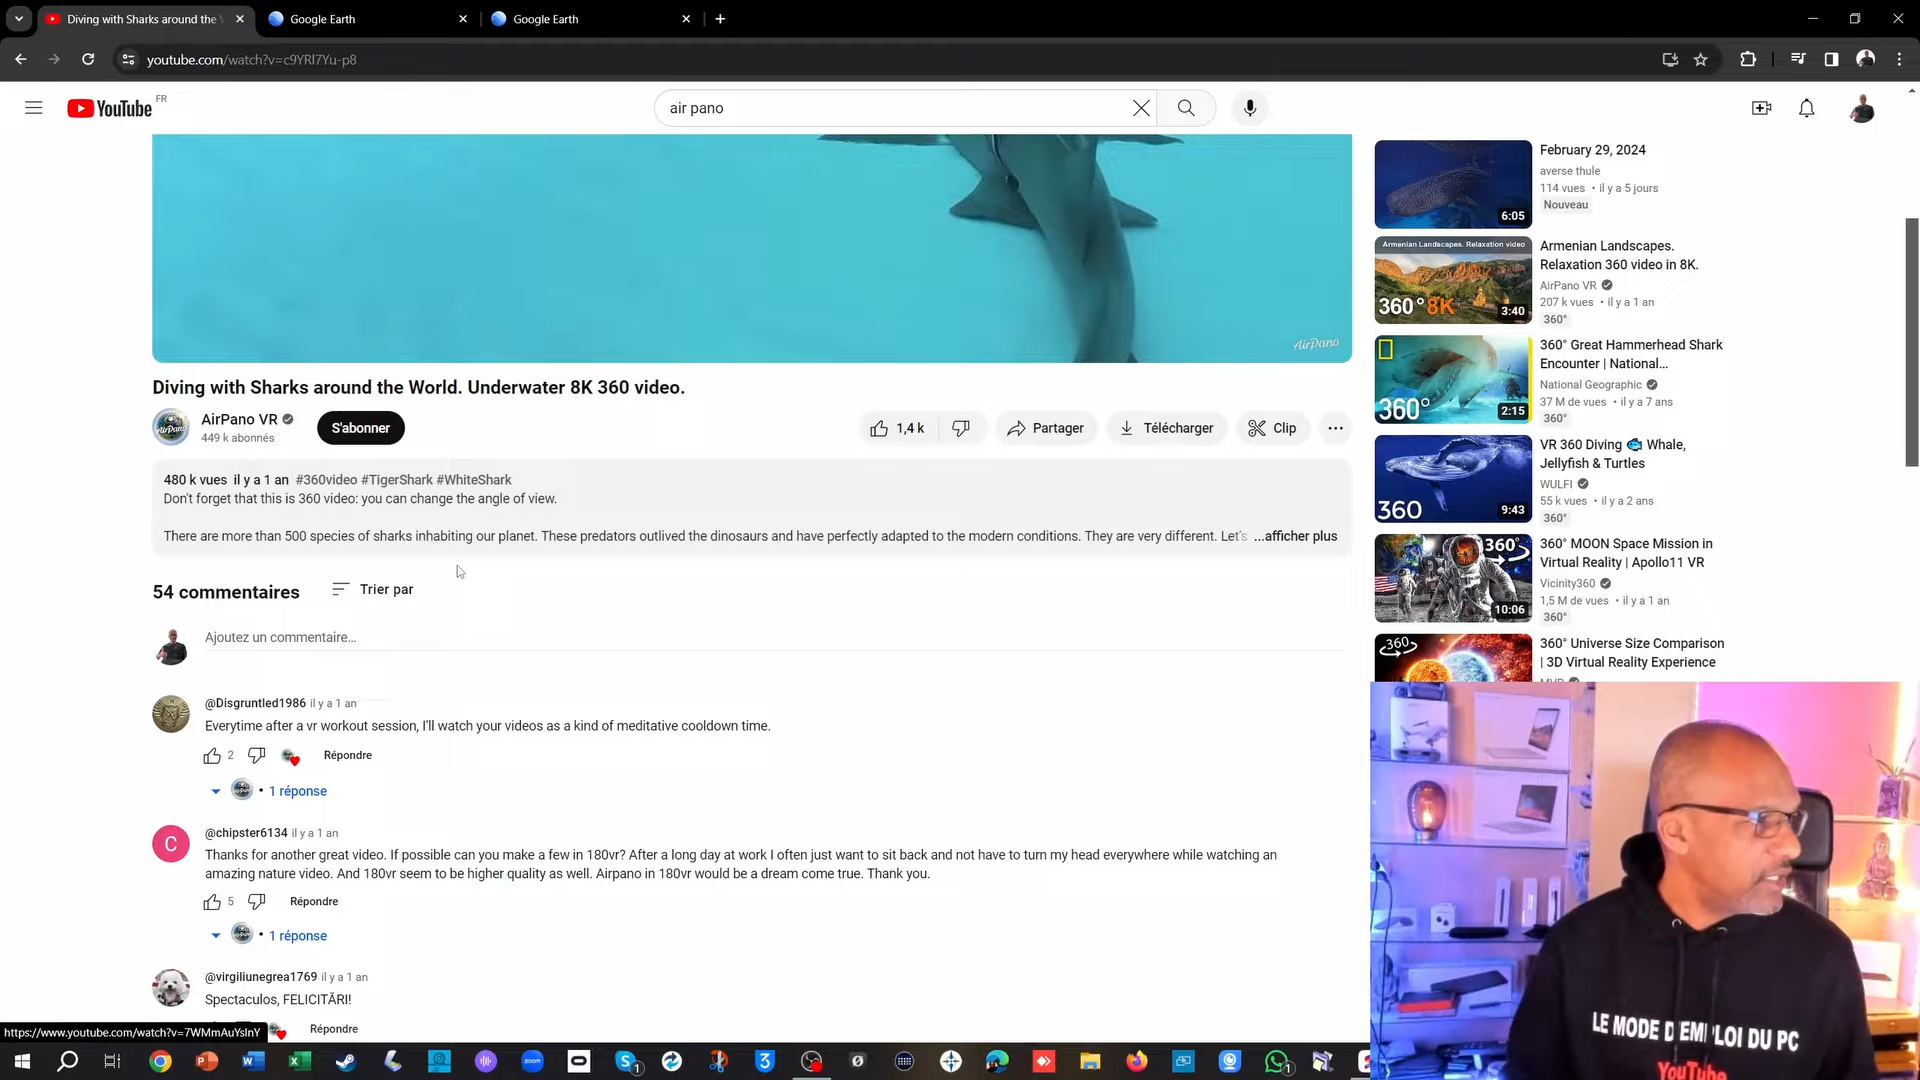 Diving with Sharks around the
Google Earth
Google Earth
youtube.com/watch?v=c9YRl7Yu-p8
YouTube
FR
air pano
AirPano
Diving with Sharks around the World. Underwater 8K 360 video.
AirPano VR
449 k abonnés
S'abonner
1,4 k
Partager
Télécharger
Clip
480 k vues il y a 1 an #360video #TigerShark #WhiteShark
Don't forget that this is 360 video: you can change the angle of view.
There are more than 500 species of sharks inhabiting our planet. These predators outlived the dinosaurs and have perfectly adapted to the modern conditions. They are very different. Let's ...afficher plus
54 commentaires
Trier par
Ajoutez un commentaire...
@Disgruntled1986 il y a 1 an
Everytime after a vr workout session, I'll watch your videos as a kind of meditative cooldown time.
2
Répondre
AirPano
• 1 réponse
C
@chipster6134 il y a 1 an
Thanks for another great video. If possible can you make a few in 180vr? After a long day at work I often just want to sit back and not have to turn my head everywhere while watching an
amazing nature video. And 180vr seem to be higher quality as well. Airpano in 180vr would be a dream come true. Thank you.
5
Répondre
• 1 réponse
@virgiliunegrea1769 il y a 1 an
Spectaculos, FELICITĂRI!
Répondre
https://www.youtube.com/watch?v=7WMmAuYsInY
February 29, 2024
averse thule
114 vues • il y a 5 jours
Nouveau
6:05
Armenian Landscapes. Relaxation video
360° 8K
3:40
Armenian Landscapes.
Relaxation 360 video in 8K.
AirPano VR
207 k vues • il y a 1 an
360°
360°
2:15
360° Great Hammerhead Shark
Encounter | National...
National Geographic
37 M de vues • il y a 7 ans
360°
360
9:43
VR 360 Diving Whale,
Jellyfish & Turtles
WULFI
55 k vues • il y a 2 ans
360°
360°
10:06
360° MOON Space Mission in
Virtual Reality | Apollo11 VR
Vicinity360
1,5 M de vues • il y a 1 an
360°
360
360° Universe Size Comparison
| 3D Virtual Reality Experience
LE MODE D'EMPLOI DU PC
YouTube
zoom
1
3
1